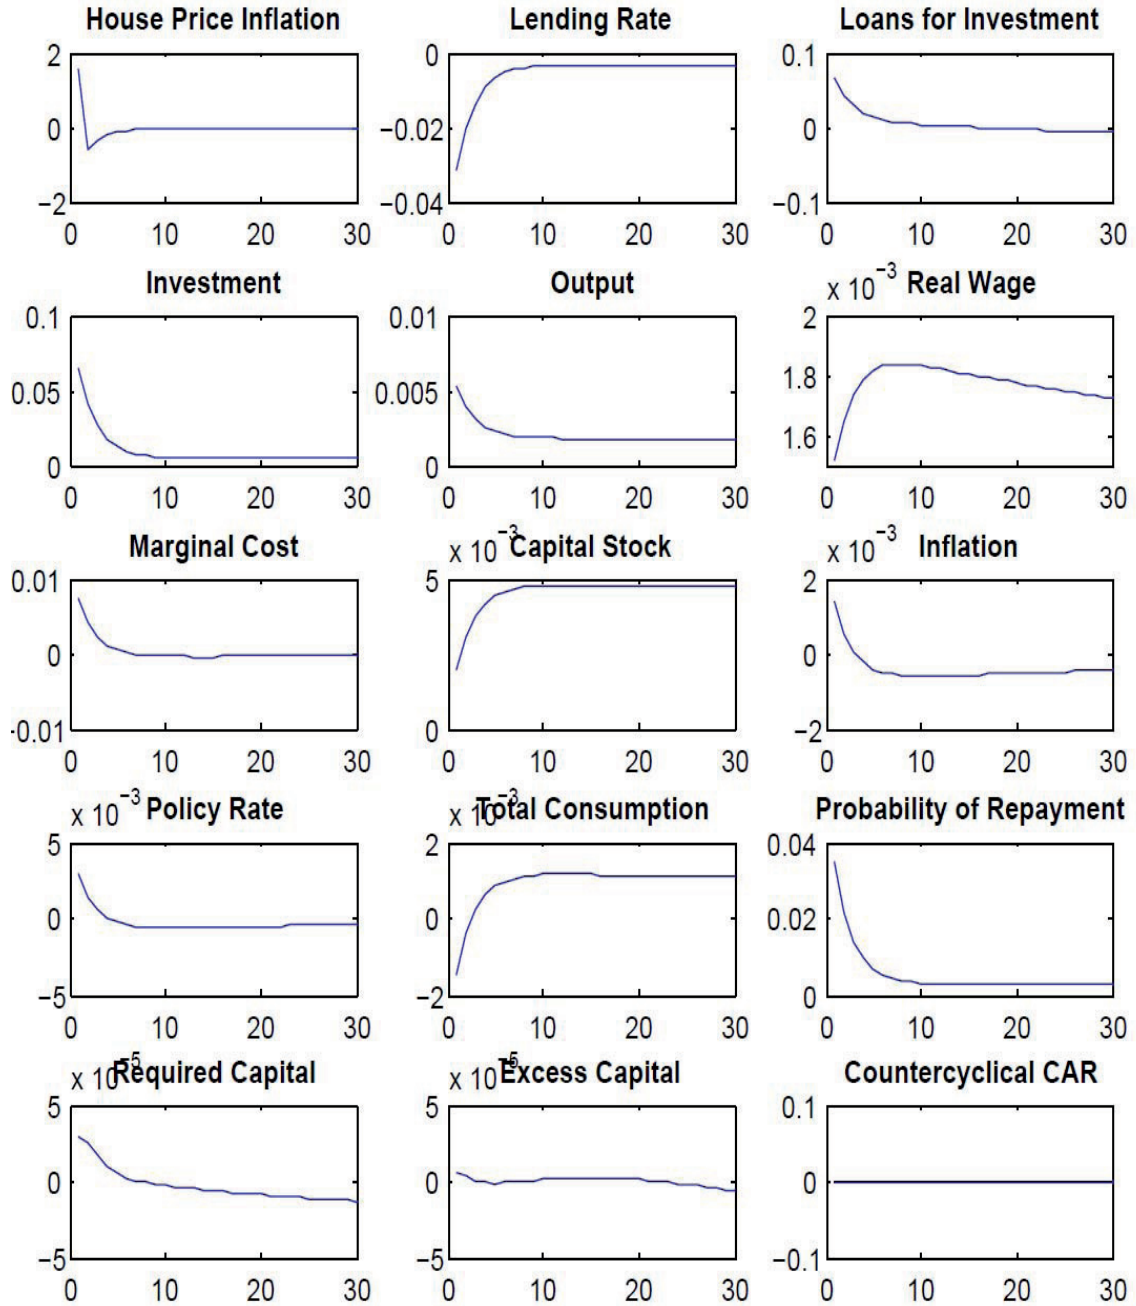 House Price Inflation Lending Rate Loans for Investment
2 0 0.1
0 −0.02 0
−2 −0.04 −0.1
0 10 20 30 0 10 20 30 0 10 20 30
Investment Output x 10−3 Real Wage
0.1 0.01 2
0.05 0.005 1.8
0 0 1.6
0 10 20 30 0 10 20 30 0 10 20 30
Marginal Cost x 10−3 Capital Stock x 10−3 Inflation
0.01 5 2
0 0
-0.01 0 −2
0 10 20 30 0 10 20 30 0 10 20 30
x 10−3 Policy Rate x 10−3 Total Consumption Probability of Repayment
5 2 0.04
0 0 0.02
−5 −2 0
0 10 20 30 0 10 20 30 0 10 20 30
x 10−5 Required Capital x 10−5 Excess Capital Countercyclical CAR
5 5 0.1
0 0 0
−5 −5 −0.1
0 10 20 30 0 10 20 30 0 10 20 30